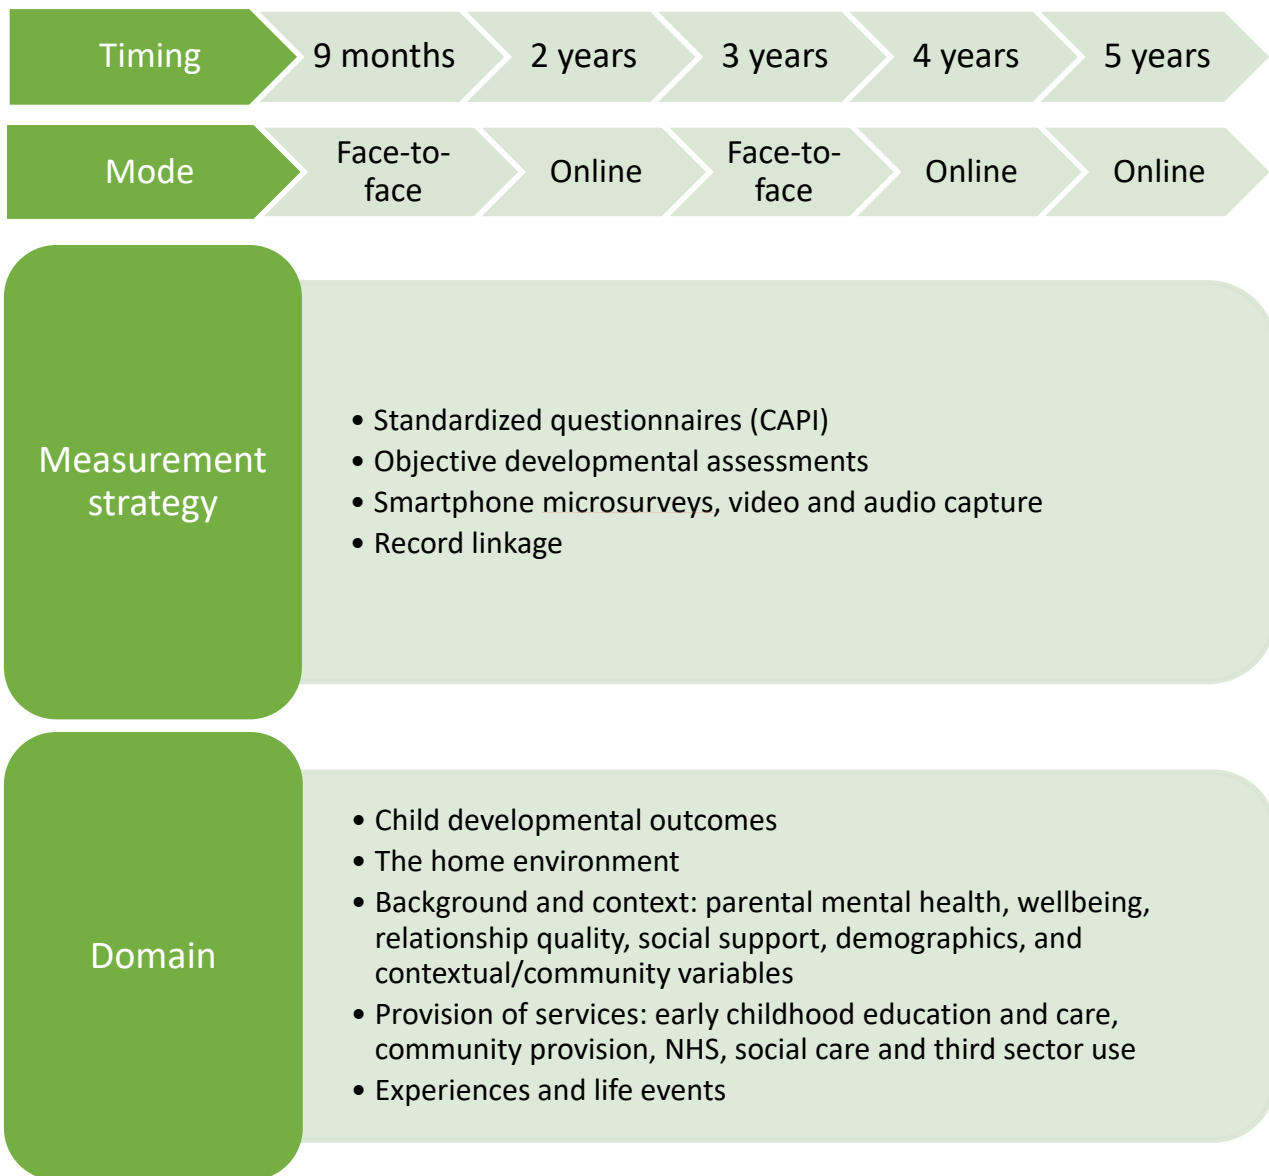 Timing
9 months
2 years
3 years
4 years
5 years
Mode
Face-to-
face
Online
Face-to-
face
Online
Online
Measurement
strategy
• Standardized questionnaires (CAPI)
• Objective developmental assessments
• Smartphone microsurveys, video and audio capture
• Record linkage
Domain
• Child developmental outcomes
• The home environment
• Background and context: parental mental health, wellbeing,
relationship quality, social support, demographics, and
contextual/community variables
• Provision of services: early childhood education and care,
community provision, NHS, social care and third sector use
• Experiences and life events